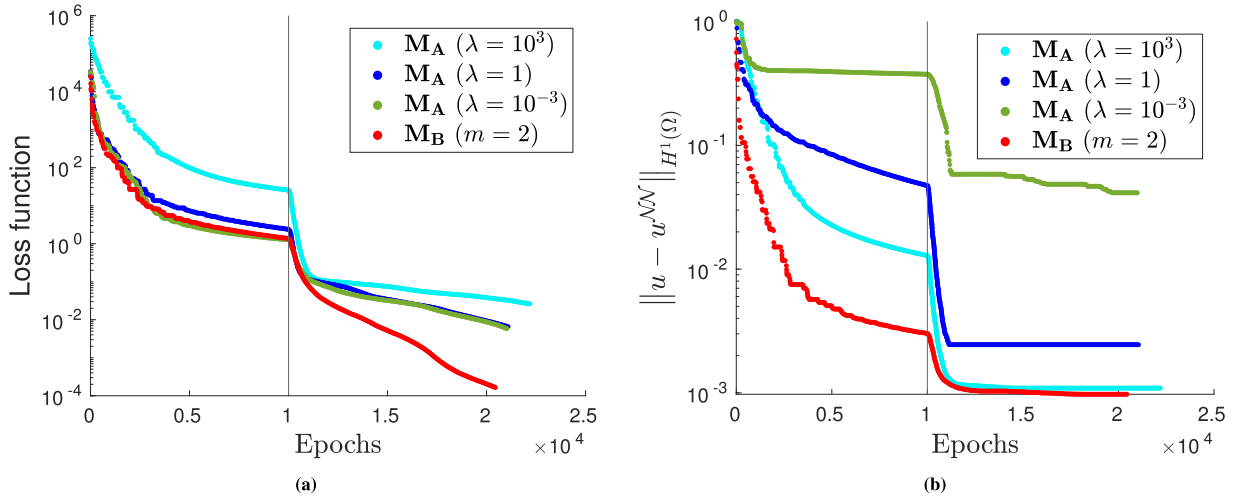 10^6
10^4
10^2
10^0
10^-2
10^-4
Loss function
M_A (λ = 10^3)
M_A (λ = 1)
M_A (λ = 10^-3)
M_B (m = 2)
0 0.5 1 1.5 2 2.5
Epochs
×10^4
(a)
10^0
10^-1
10^-2
10^-3
||u − u^𝒩𝒩||_H^1(Ω)
M_A (λ = 10^3)
M_A (λ = 1)
M_A (λ = 10^-3)
M_B (m = 2)
0 0.5 1 1.5 2 2.5
Epochs
×10^4
(b)